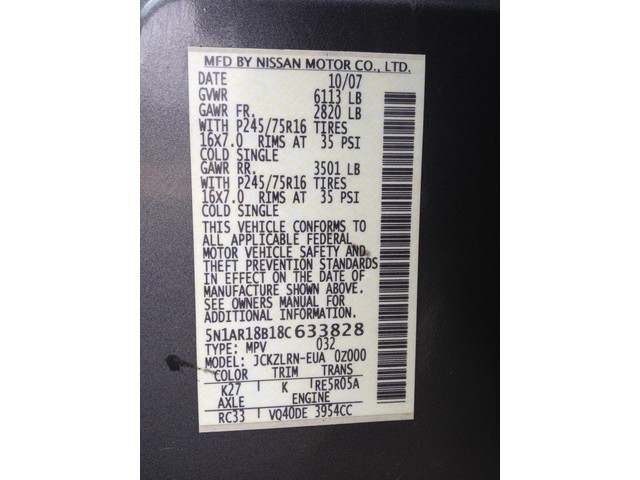 MFD BY NISSAN MOTOR CO., LTD.
DATE 10/07
GVWR 6113 LB
GAWR FR. 2820 LB
WITH P245/75R16 TIRES
16X7.0 RIMS AT 35 PSI
COLD SINGLE
GAWR RR. 3501 LB
WITH P245/75R16 TIRES
16X7.0 RIMS AT 35 PSI
COLD SINGLE
THIS VEHICLE CONFORMS TO
ALL APPLICABLE FEDERAL
MOTOR VEHICLE SAFETY AND
THEFT PREVENTION STANDARDS
IN EFFECT ON THE DATE OF
MANUFACTURE SHOWN ABOVE.
SEE OWNERS MANUAL FOR
ADDITIONAL INFORMATION.
5N1AR18B18C633828
TYPE: MPV 032
MODEL: JCKZLRN-EUA 0Z000
COLOR TRIM TRANS
K27 K RE5R05A
AXLE ENGINE
RC33 VQ40DE 3954CC